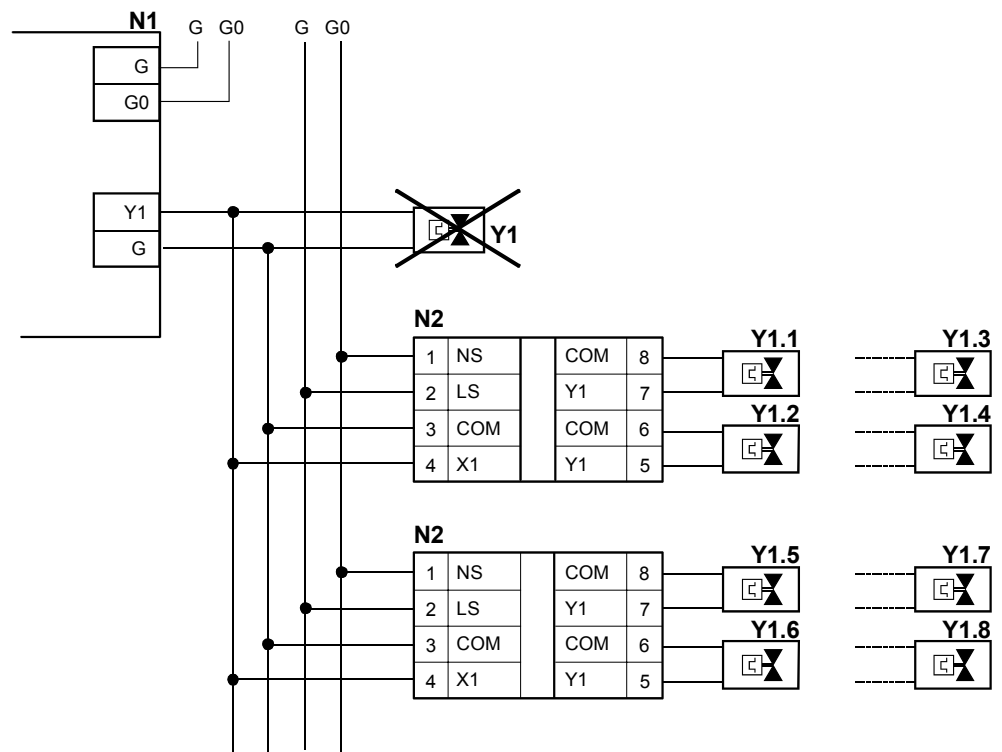 N1 G G0 G G0
G
G0
Y1
G
Y1
N2
1 NS COM 8
2 LS Y1 7
3 COM COM 6
4 X1 Y1 5
Y1.1 Y1.3
Y1.2 Y1.4
N2
1 NS COM 8
2 LS Y1 7
3 COM COM 6
4 X1 Y1 5
Y1.5 Y1.7
Y1.6 Y1.8